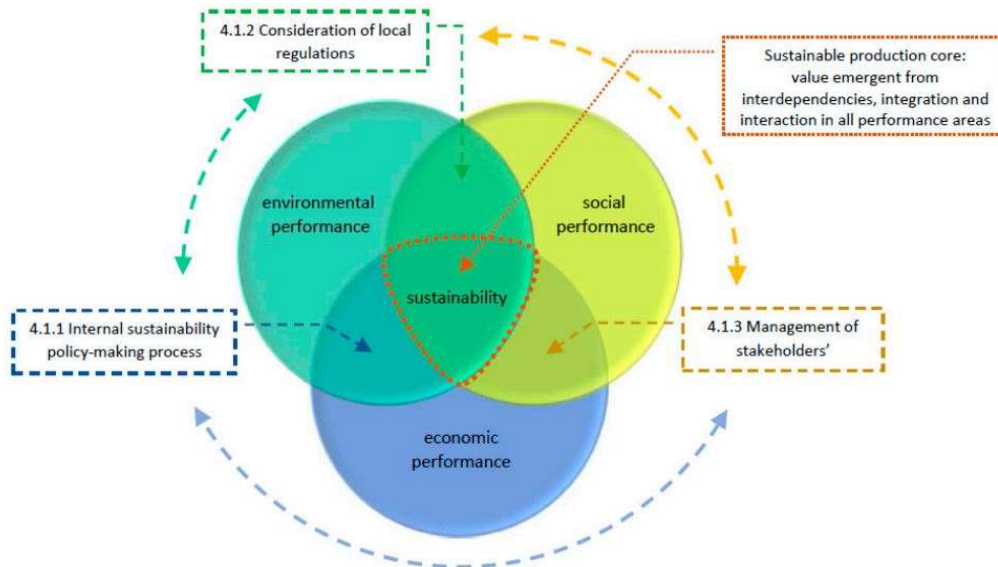 4.1.2 Consideration of local
regulations
Sustainable production core:
value emergent from
interdependencies, integration and
interaction in all performance areas
environmental
performance
social
performance
sustainability
4.1.1 Internal sustainability
policy-making process
4.1.3 Management of
stakeholders’
economic
performance